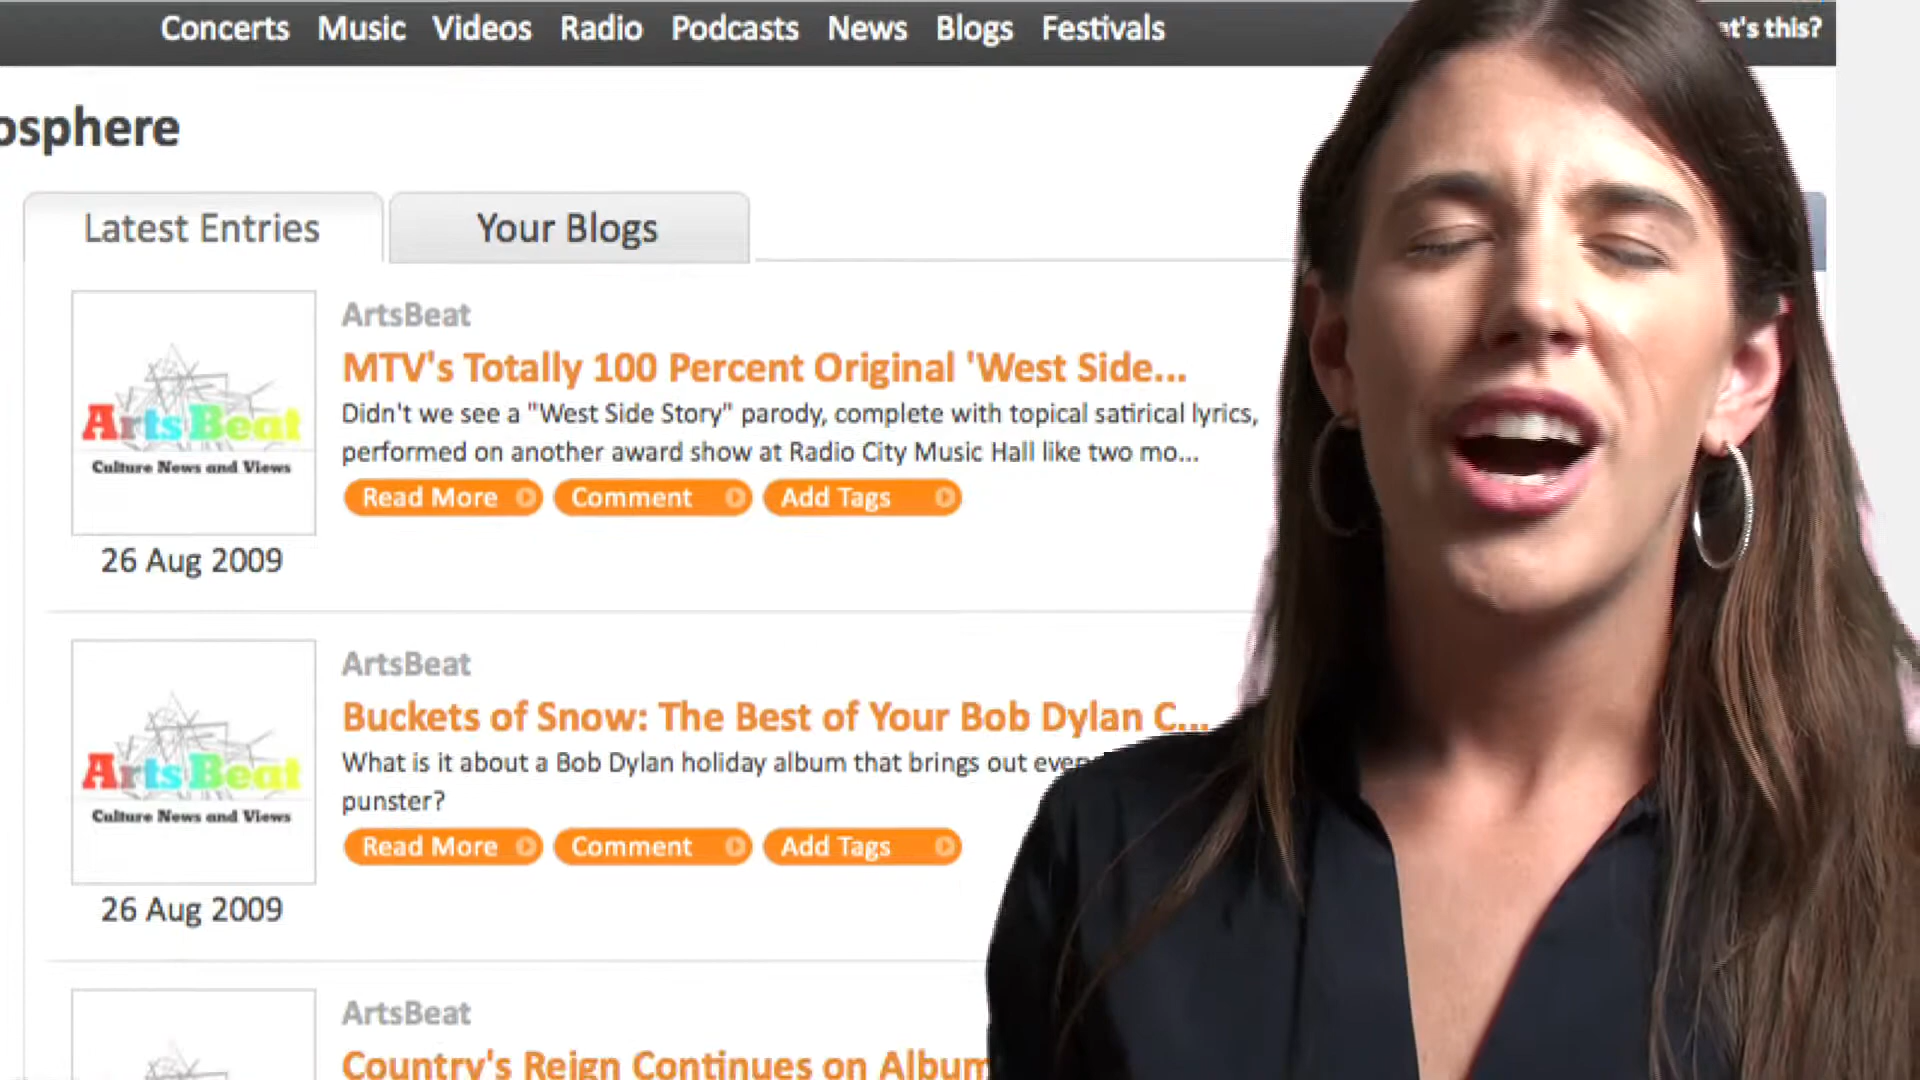 Concerts Music Videos Radio Podcasts News Blogs Festivals
t's this?
osphere
Latest Entries
Your Blogs
ArtsBeat
MTV's Totally 100 Percent Original 'West Side...
Didn't we see a "West Side Story" parody, complete with topical satirical lyrics,
performed on another award show at Radio City Music Hall like two mo...
Read More Comment Add Tags
ArtsBeat
Culture News and Views
26 Aug 2009
ArtsBeat
Buckets of Snow: The Best of Your Bob Dylan C...
What is it about a Bob Dylan holiday album that brings out eve
punster?
Read More Comment Add Tags
ArtsBeat
Culture News and Views
26 Aug 2009
ArtsBeat
Country's Reign Continues on Album